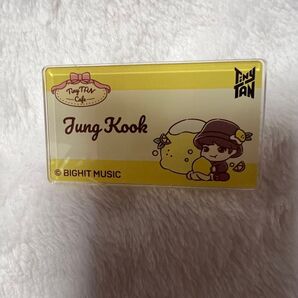 TinyTAN
Cafe
TINY
TAN
Jung Kook
© BIGHIT MUSIC